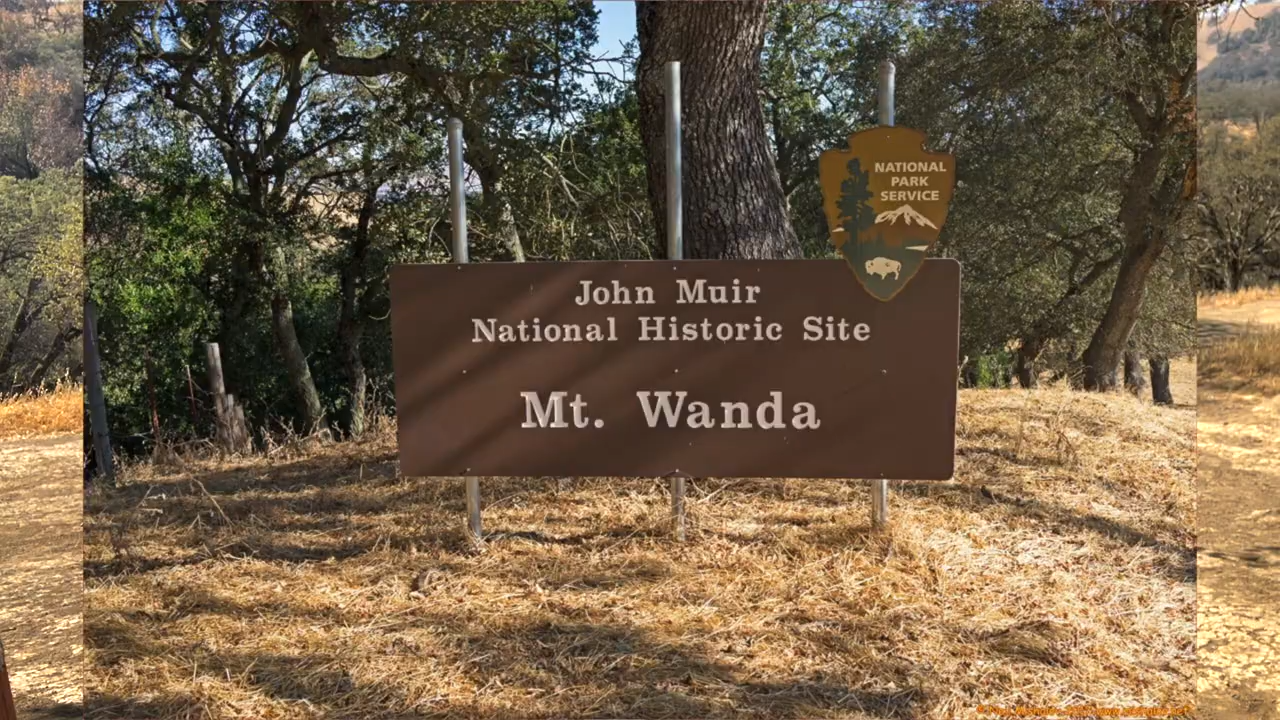 NATIONAL
PARK
SERVICE
John Muir
National Historic Site
Mt. Wanda